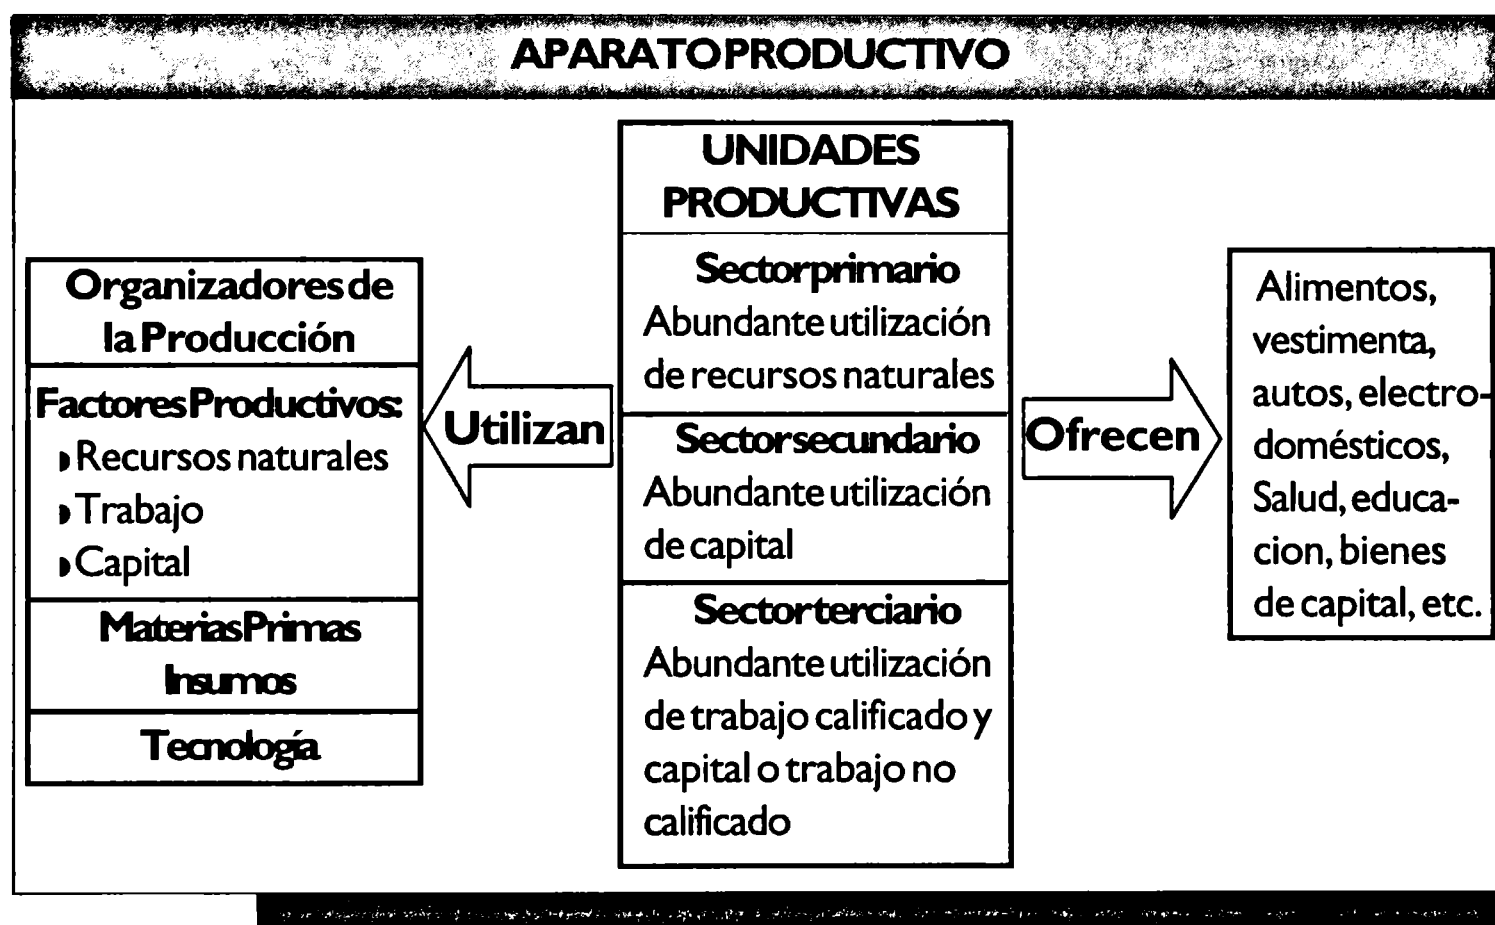 APARATO PRODUCTIVO
Organizadores de
la Producción
Factores Productivos:
Recursos naturales
Trabajo
Capital
Materias Primas
Insumos
Tecnología
Utilizan
UNIDADES
PRODUCTIVAS
Sector primario
Abundante utilización
de recursos naturales
Sector secundario
Abundante utilización
de capital
Sector terciario
Abundante utilización
de trabajo calificado y
capital o trabajo no
calificado
Ofrecen
Alimentos,
vestimenta,
autos, electro-
domésticos,
Salud, educa-
cion, bienes
de capital, etc.